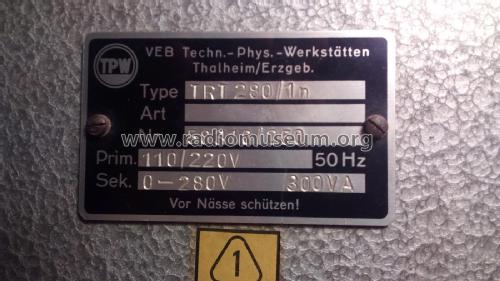 TPW
VEB Techn.-Phys.-Werkstätten
Thalheim/Erzgeb.
Type TRT 280/1n
Art
www.radiomuseum.org
Prim. 110/220V 50 Hz
Sek. 0-280V 300VA
Vor Nässe schützen!
1